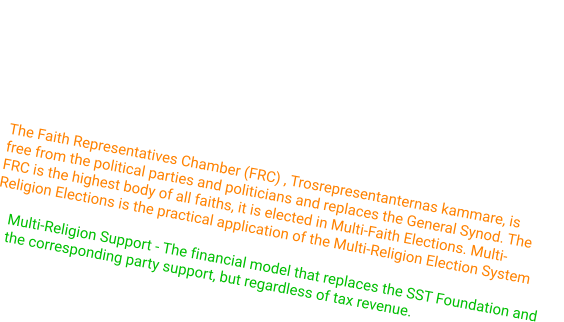 The Faith Representatives Chamber (FRC) , Trosrepresentanternas kammare, is
free from the political parties and politicians and replaces the General Synod. The
FRC is the highest body of all faiths, it is elected in Multi-Faith Elections. Multi-
Religion Elections is the practical application of the Multi-Religion Election System
Multi-Religion Support - The financial model that replaces the SST Foundation and
the corresponding party support, but regardless of tax revenue.